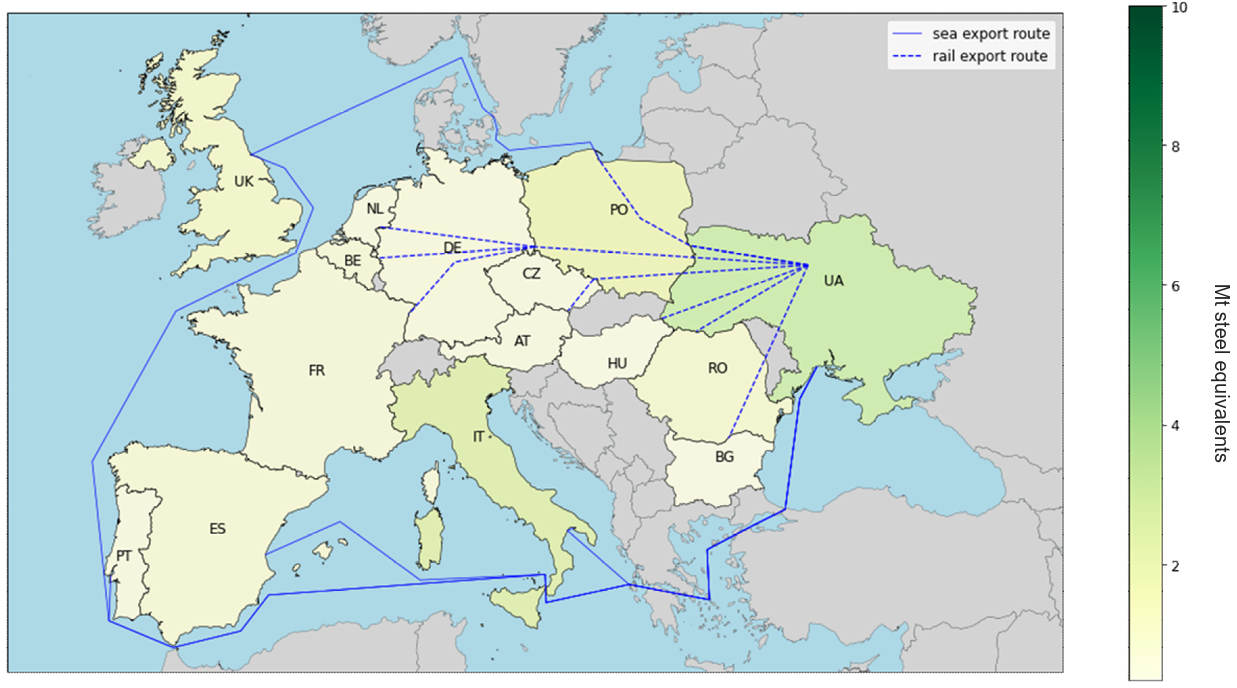 sea export route
rail export route
UK
NL
PO
DE
BE
CZ
UA
AT
HU
RO
FR
IT
BG
ES
PT
10
8
6
4
2
Mt steel equivalents